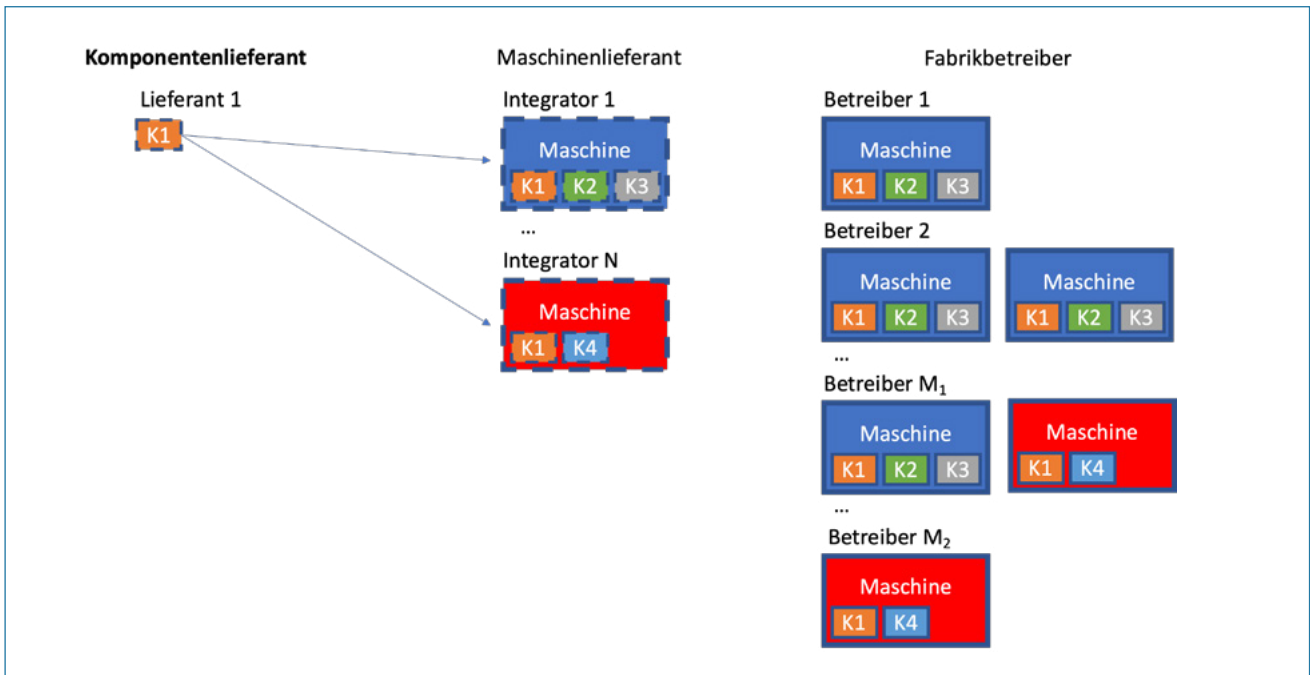 Komponentenlieferant
Lieferant 1
K1
Maschinenlieferant
Integrator 1
Maschine
K1 K2 K3
...
Integrator N
Maschine
K1 K4
Fabrikbetreiber
Betreiber 1
Maschine
K1 K2 K3
Betreiber 2
Maschine Maschine
K1 K2 K3 K1 K2 K3
...
Betreiber M₁
Maschine Maschine
K1 K2 K3 K1 K4
...
Betreiber M₂
Maschine
K1 K4